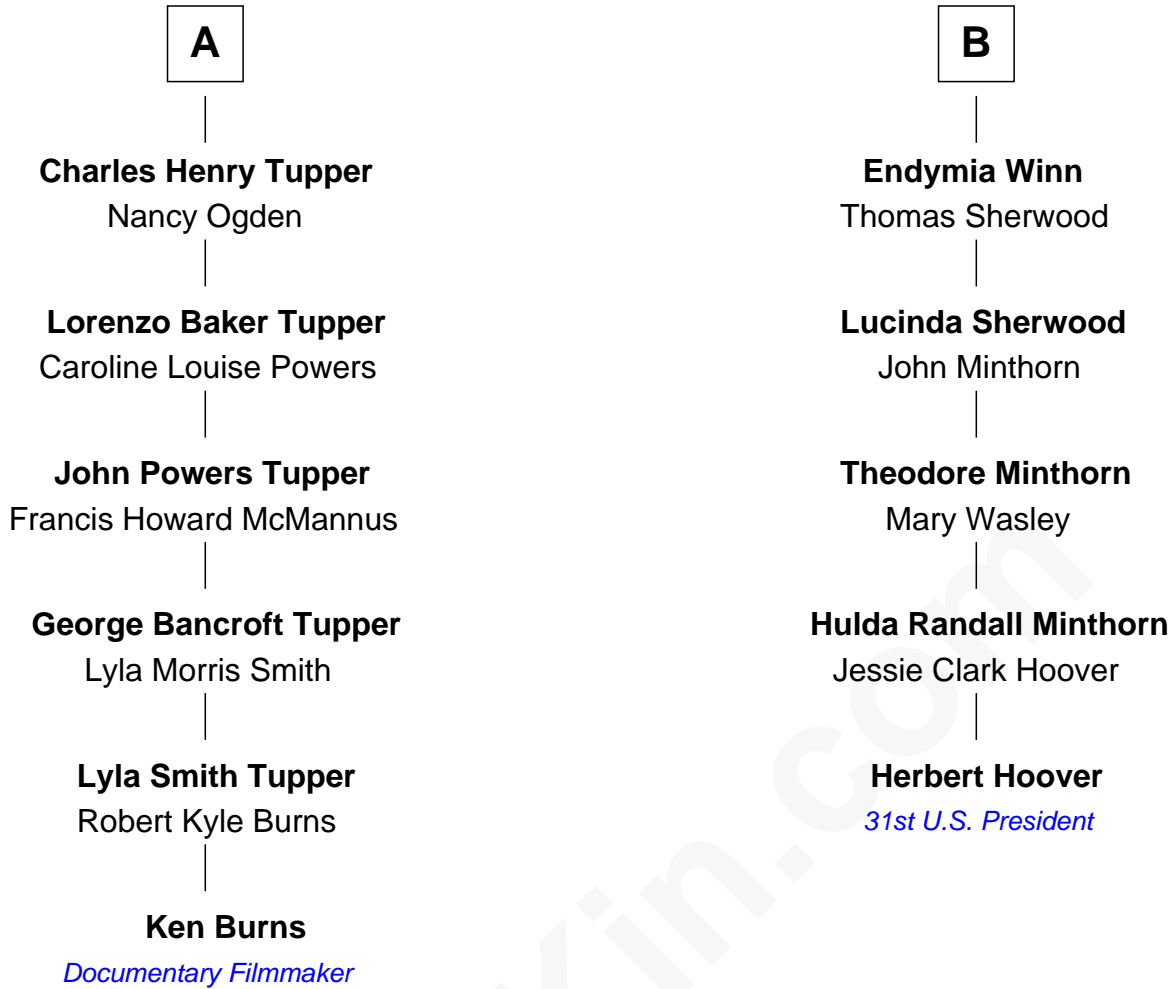 A
Charles Henry Tupper
Nancy Ogden
Lorenzo Baker Tupper
Caroline Louise Powers
John Powers Tupper
Francis Howard McMannus
George Bancroft Tupper
Lyla Morris Smith
Lyla Smith Tupper
Robert Kyle Burns
Ken Burns
Documentary Filmmaker
B
Endymia Winn
Thomas Sherwood
Lucinda Sherwood
John Minthorn
Theodore Minthorn
Mary Wasley
Hulda Randall Minthorn
Jessie Clark Hoover
Herbert Hoover
31st U.S. President
Kin.com